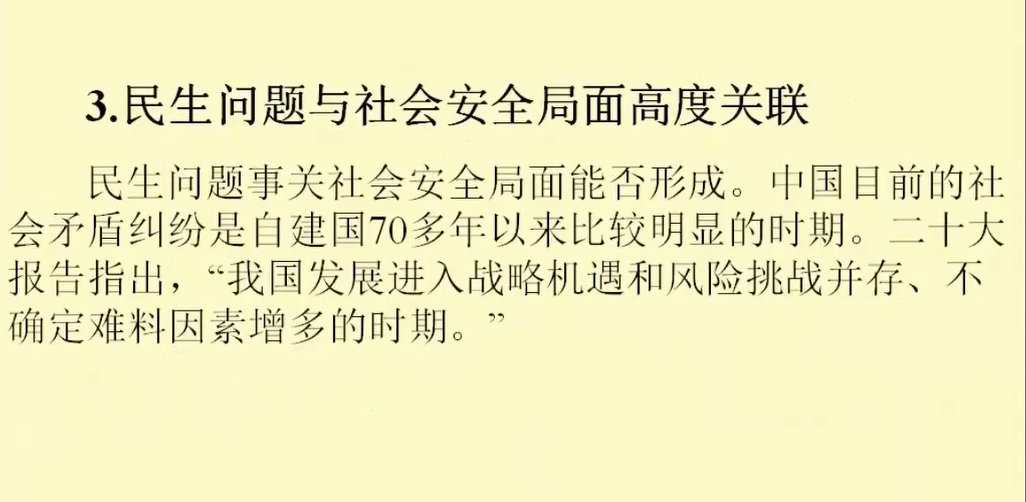 3.民生问题与社会安全局面高度关联
民生问题事关社会安全局面能否形成。中国目前的社
会矛盾纠纷是自建国70多年以来比较明显的时期。二十大
报告指出，“我国发展进入战略机遇和风险挑战并存、不
确定难料因素增多的时期。”